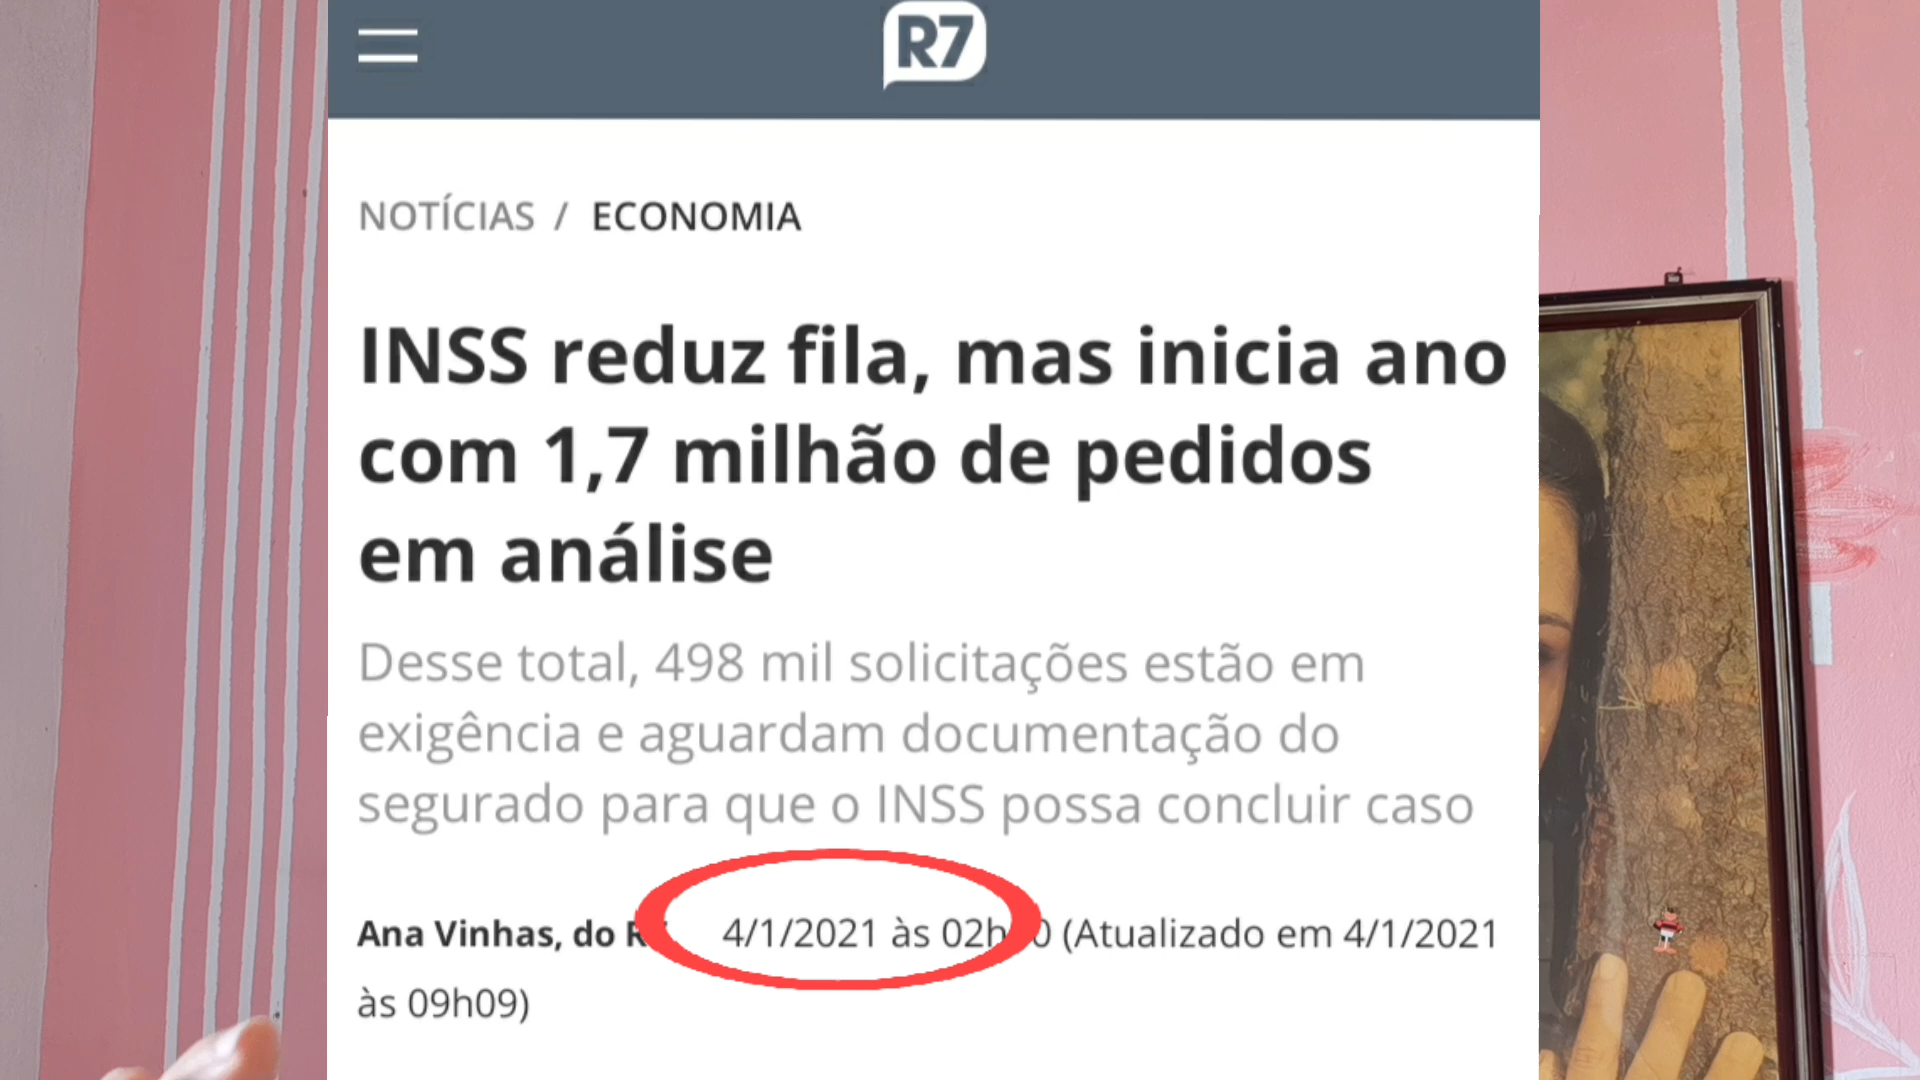 R7
NOTÍCIAS / ECONOMIA
INSS reduz fila, mas inicia ano
com 1,7 milhão de pedidos
em análise
Desse total, 498 mil solicitações estão em
exigência e aguardam documentação do
segurado para que o INSS possa concluir caso
Ana Vinhas, do 4/1/2021 às (Atualizado em 4/1/2021
às 09h09)